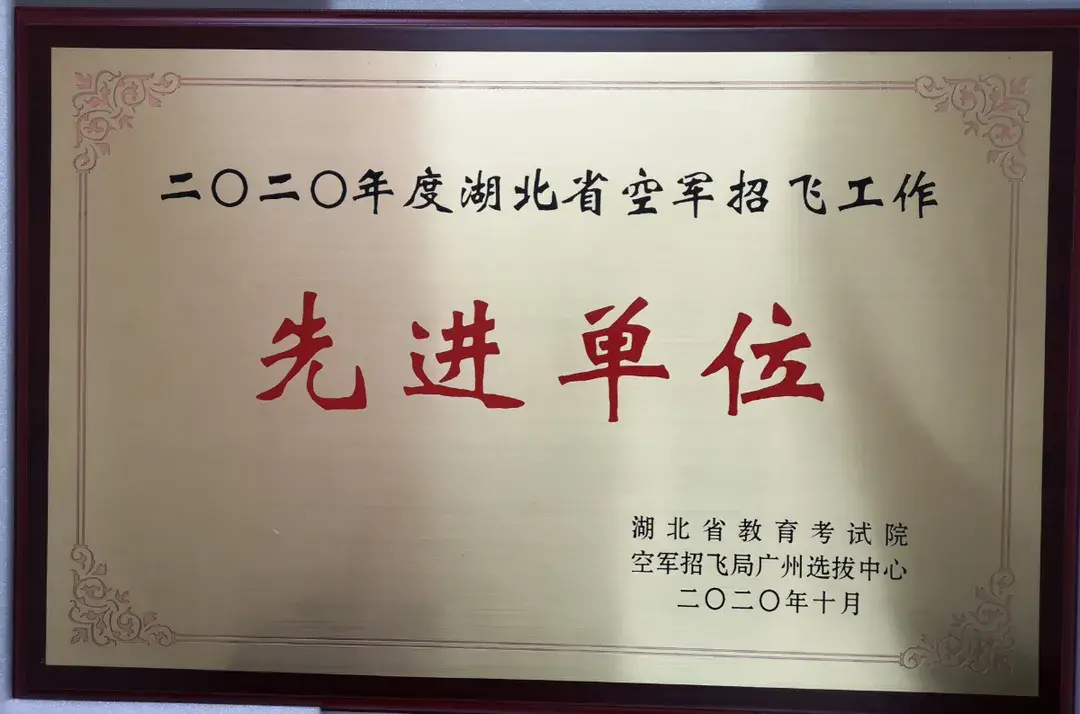 二〇二〇年度湖北省空军招飞工作
先进单位
湖北省教育考试院
空军招飞局广州选拔中心
二〇二〇年十月